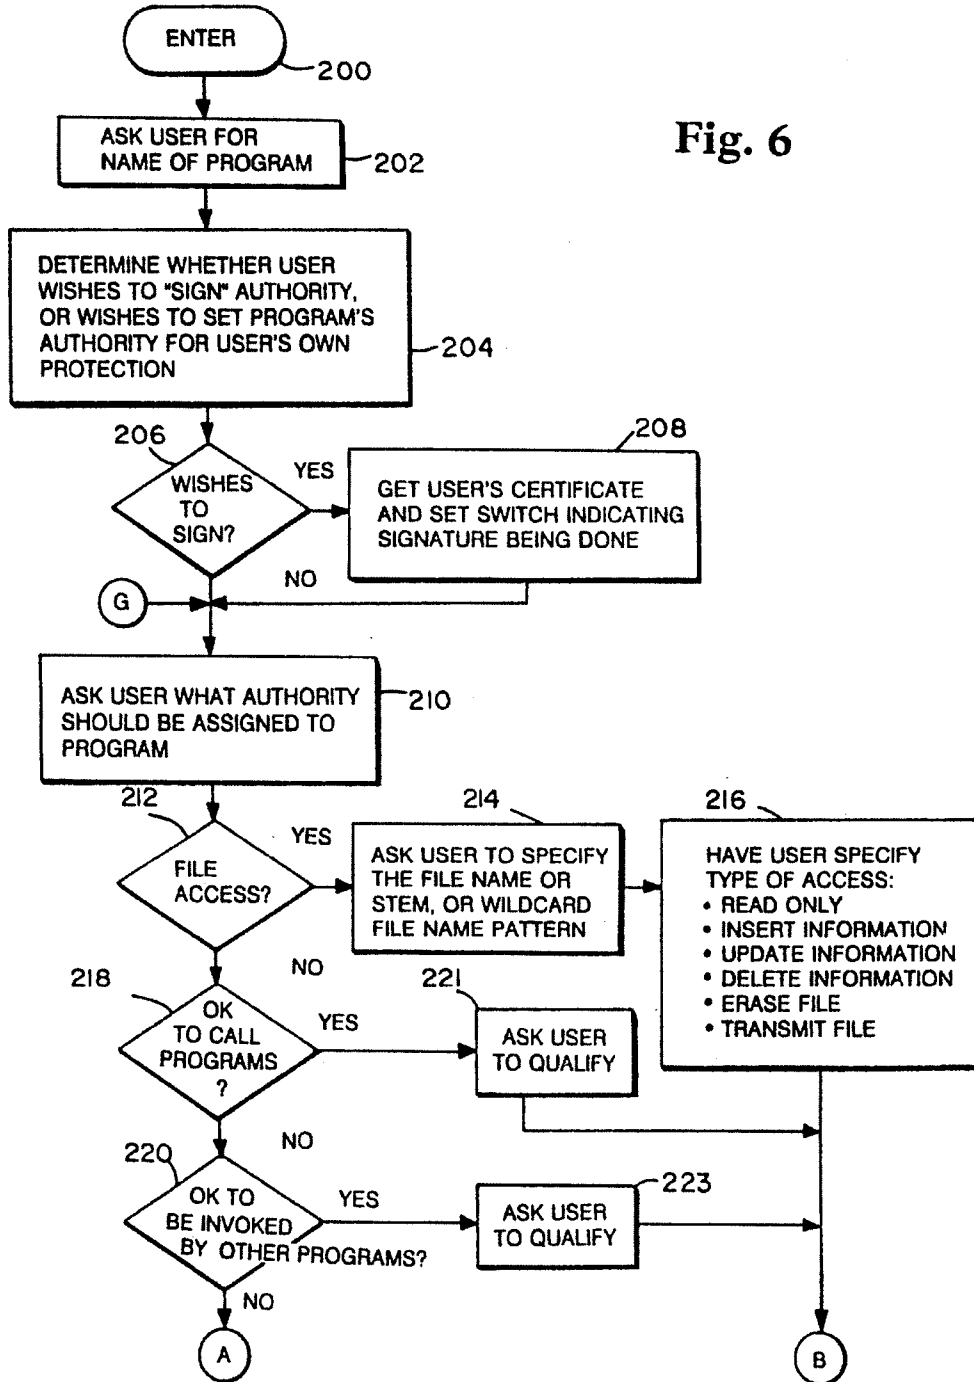 ENTER
200
Fig. 6
ASK USER FOR
NAME OF PROGRAM
202
DETERMINE WHETHER USER
WISHES TO "SIGN" AUTHORITY,
OR WISHES TO SET PROGRAM'S
AUTHORITY FOR USER'S OWN
PROTECTION
204
206
WISHES
TO
SIGN?
YES
208
GET USER'S CERTIFICATE
AND SET SWITCH INDICATING
SIGNATURE BEING DONE
NO
G
ASK USER WHAT AUTHORITY
SHOULD BE ASSIGNED TO
PROGRAM
210
212
FILE
ACCESS?
YES
214
ASK USER TO SPECIFY
THE FILE NAME OR
STEM, OR WILDCARD
FILE NAME PATTERN
216
HAVE USER SPECIFY
TYPE OF ACCESS:
• READ ONLY
• INSERT INFORMATION
• UPDATE INFORMATION
• DELETE INFORMATION
• ERASE FILE
• TRANSMIT FILE
NO
218
OK
TO CALL
PROGRAMS
?
YES
221
ASK USER
TO QUALIFY
NO
220
OK TO
BE INVOKED
BY OTHER PROGRAMS?
YES
223
ASK USER
TO QUALIFY
NO
A
B